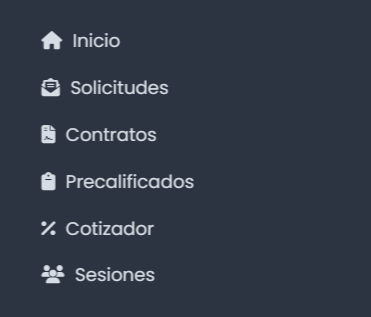 Inicio
Solicitudes
Contratos
Precalificados
Cotizador
Sesiones